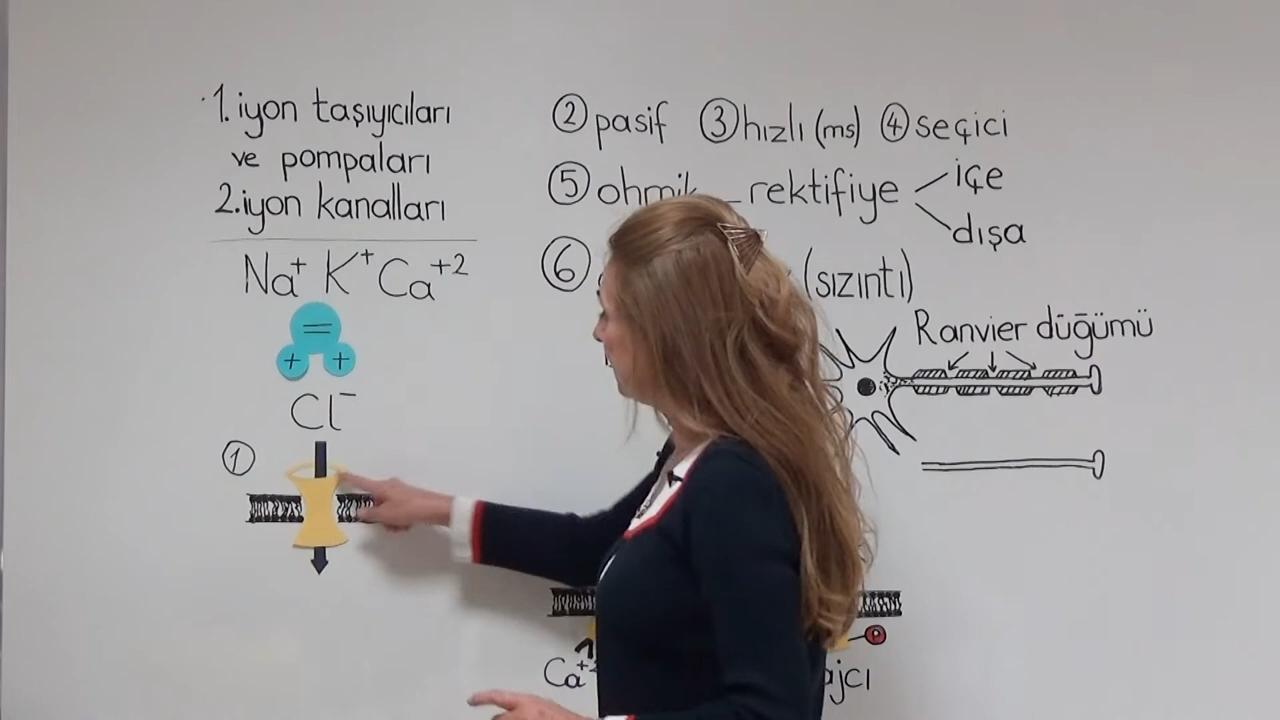 1. iyon taşıyıcıları
ve pompaları
2. iyon kanalları
Na⁺ K⁺ Ca⁺²
=
+ +
Cl⁻
①
② pasif ③ hızlı (ms) ④ seçici
⑤ ohmik rektifiye
içe
dışa
⑥ (sızıntı)
Ranvier düğümü
Ca⁺²
P